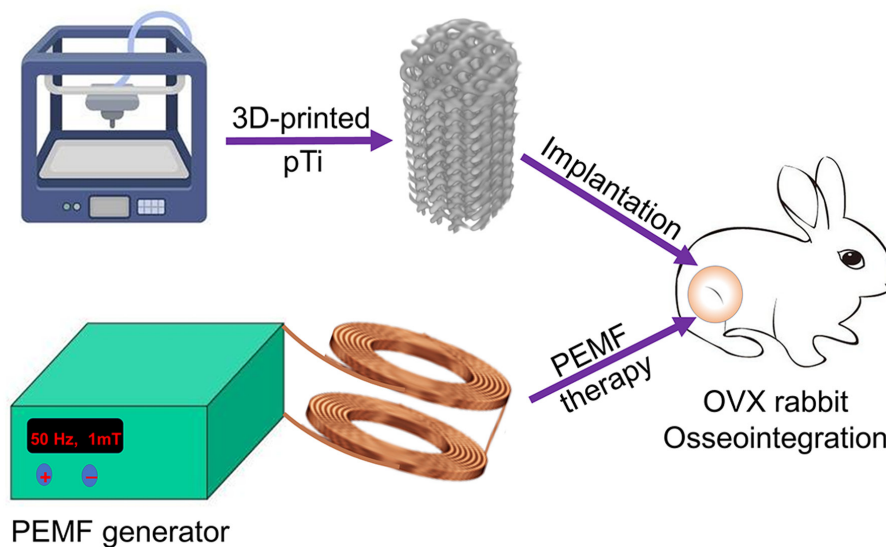 3D-printed
pTi
Implantation
PEMF
therapy
OVX rabbit
Osseointegration
50 Hz, 1mT
+ −
PEMF generator